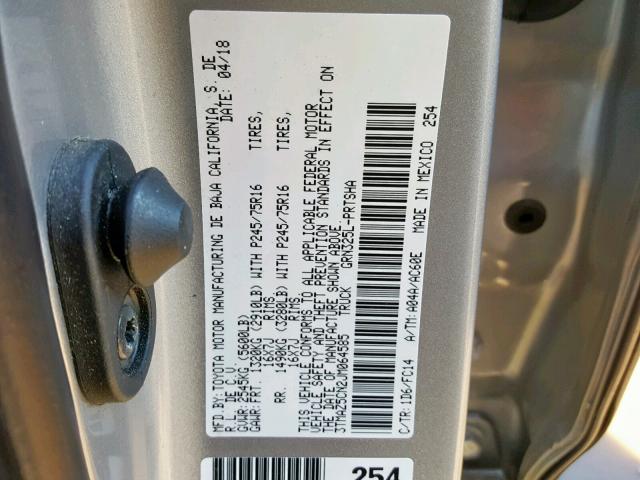 MFD.BY:TOYOTA MOTOR MANUFACTURING DE BAJA CALIFORNIA, S. DE
R.L. DE C.V. DATE: 04/18
GVWR:2545KG (5600LB)
GAWR:FRT. 1320KG (2910LB) WITH P245/75R16 TIRES,
16X7J RIMS,
RR. 1490KG (3280LB) WITH P245/75R16 TIRES,
16X7J RIMS.
THIS VEHICLE CONFORMS TO ALL APPLICABLE FEDERAL MOTOR
VEHICLE SAFETY AND THEFT PREVENTION STANDARDS IN EFFECT ON
THE DATE OF MANUFACTURE SHOWN ABOVE.
3TMAZ5CN2JM064585 TRUCK GRN325L-PRTSHA
C/TR:1D6/FC14 A/TM:A04A/AC60E MADE IN MEXICO 254
254